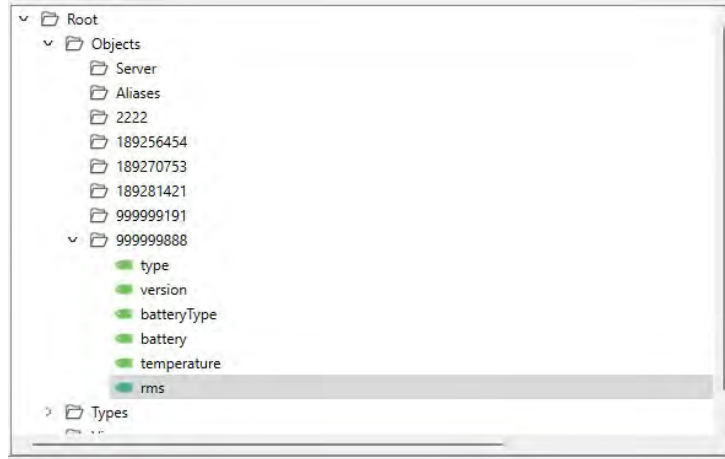 Root
Objects
Server
Aliases
2222
189256454
189270753
189281421
999999191
999999888
type
version
batteryType
battery
temperature
rms
Types